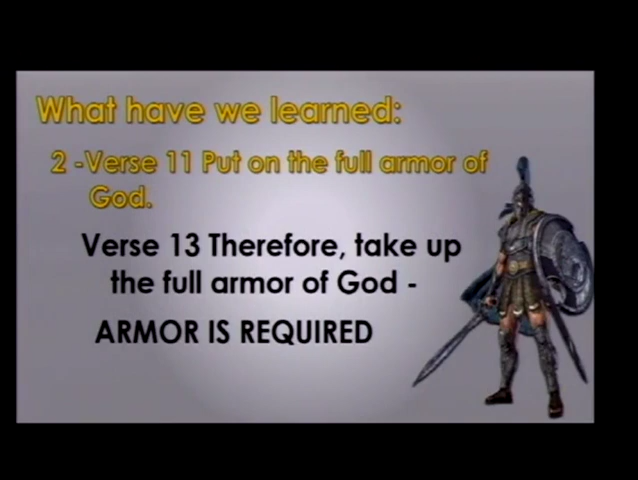 What have we learned:
2 -Verse 11 Put on the full armor of
God.
Verse 13 Therefore, take up
the full armor of God -
ARMOR IS REQUIRED